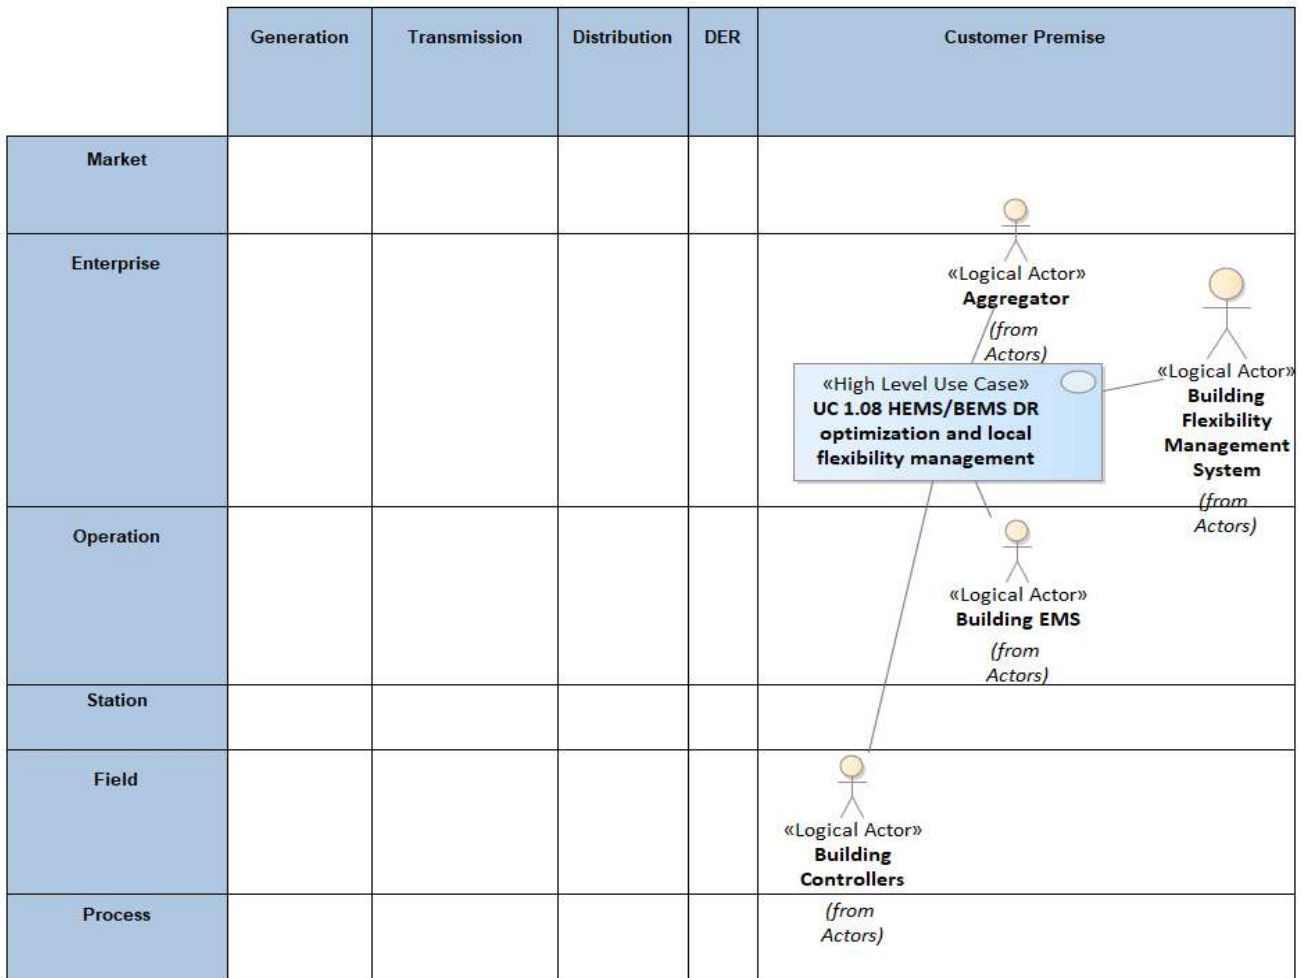 Generation
Transmission
Distribution
DER
Customer Premise
Market
Enterprise
«Logical Actor»
Aggregator
(from
Actors)
«High Level Use Case»
UC 1.08 HEMS/BEMS DR
optimization and local
flexibility management
«Logical Actor»
Building
Flexibility
Management
System
(from
Actors)
Operation
«Logical Actor»
Building EMS
(from
Actors)
Station
Field
«Logical Actor»
Building
Controllers
(from
Actors)
Process